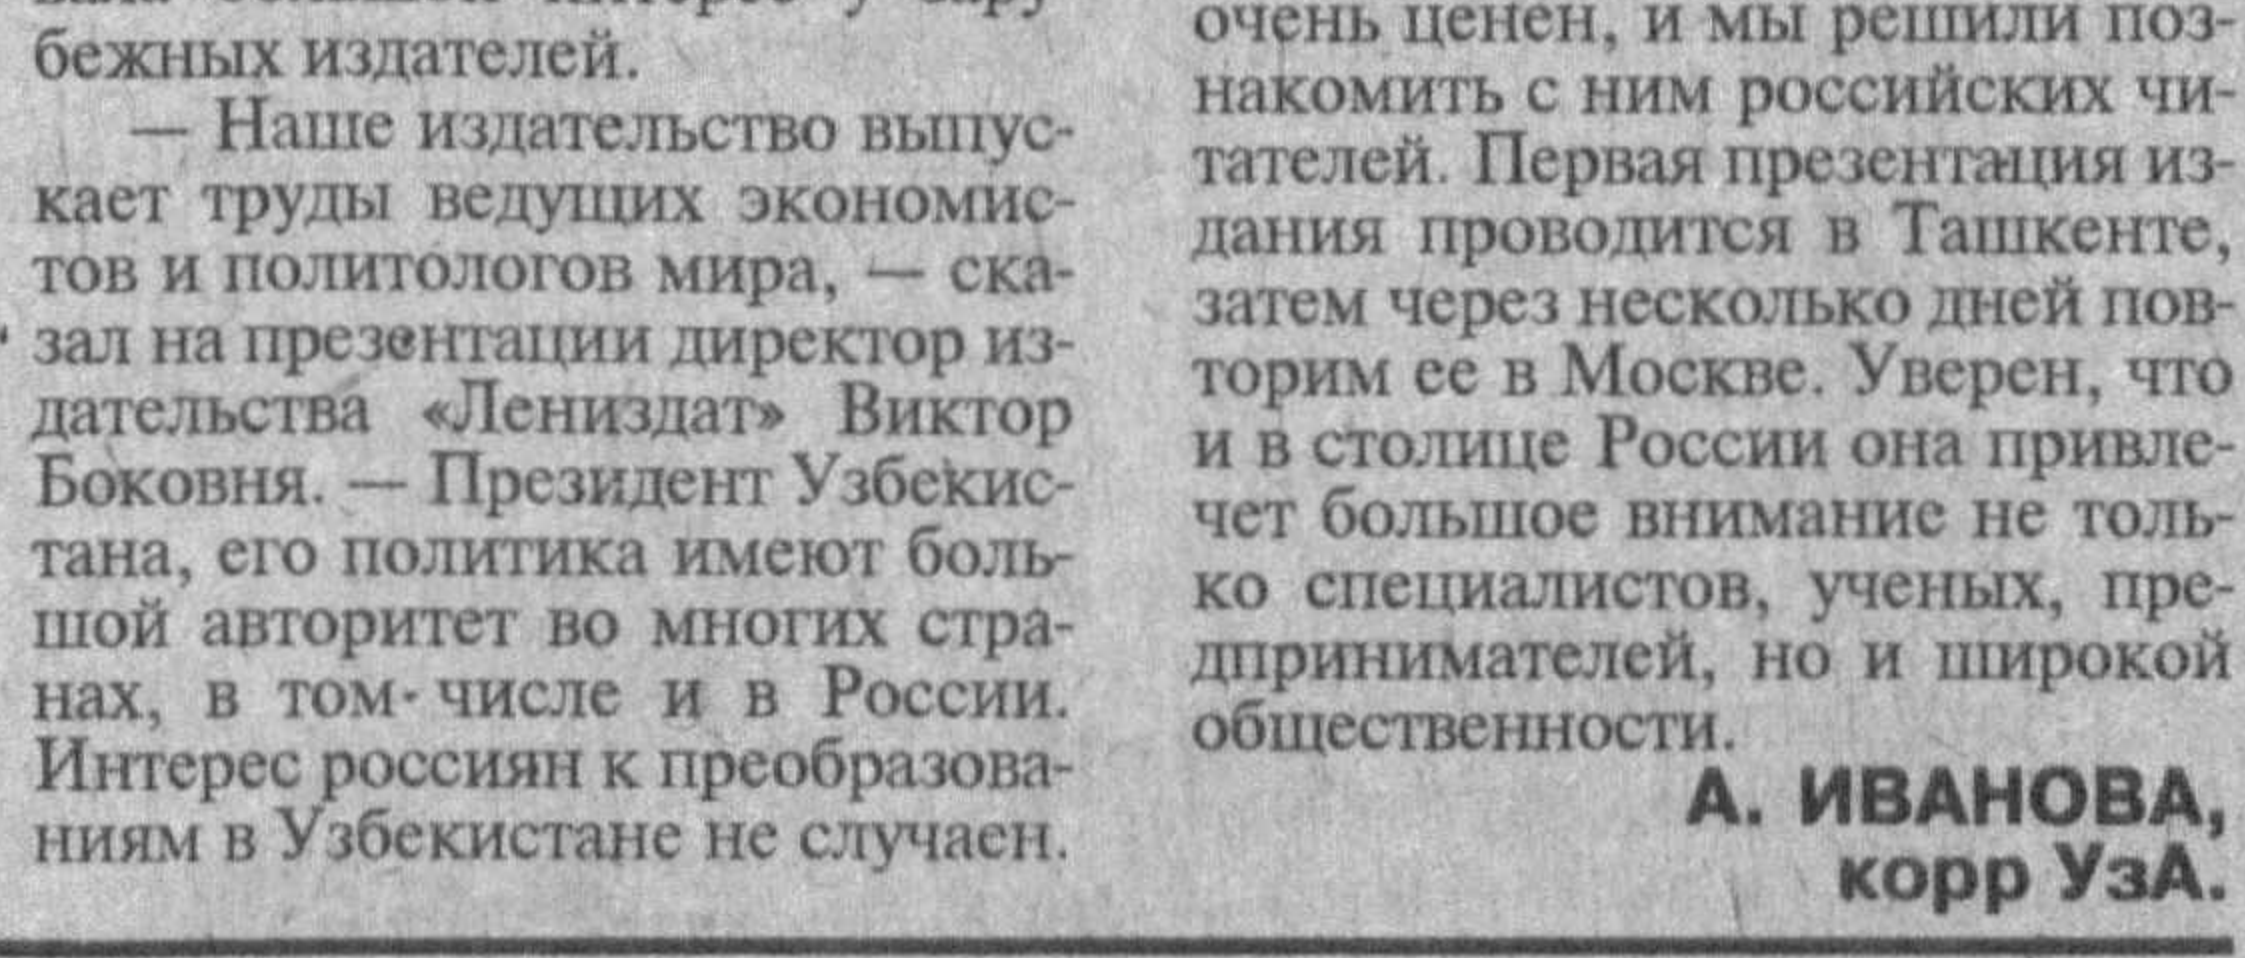 бежных издателей.
— Наше издательство выпус-
кает труды ведущих экономис-
тов и политологов мира, — ска-
зал на презентации директор из-
дательства «Лениздат» Виктор
Боковня. — Президент Узбекис-
тана, его политика имеют боль-
шой авторитет во многих стра-
нах, в том числе и в России.
Интерес россиян к преобразова-
ниям в Узбекистане не случаен.
очень ценен, и мы решили поз-
накомить с ним российских чи-
тателей. Первая презентация из-
дания проводится в Ташкенте,
затем через несколько дней пов-
торим ее в Москве. Уверен, что
и в столице России она привле-
чет большое внимание не толь-
ко специалистов, ученых, пре-
дпринимателей, но и широкой
общественности.
А. ИВАНОВА,
корр УзА.